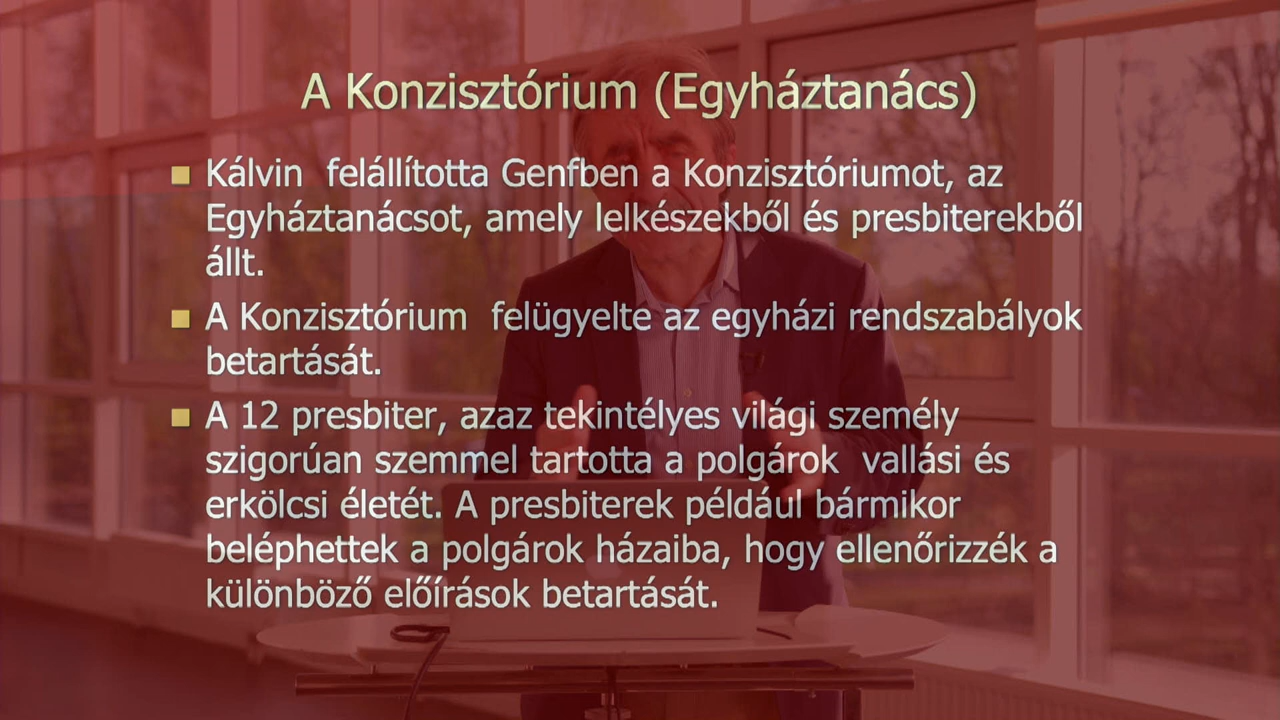 A Konzisztórium (Egyháztanács)
Kálvin felállította Genfben a Konzisztóriumot, az
Egyháztanácsot, amely lelkészekből és presbiterekből
állt.
A Konzisztórium felügyelte az egyházi rendszabályok
betartását.
A 12 presbiter, azaz tekintélyes világi személy
szigorúan szemmel tartotta a polgárok vallási és
erkölcsi életét. A presbiterek például bármikor
beléphettek a polgárok házaiba, hogy ellenőrizzék a
különböző előírások betartását.